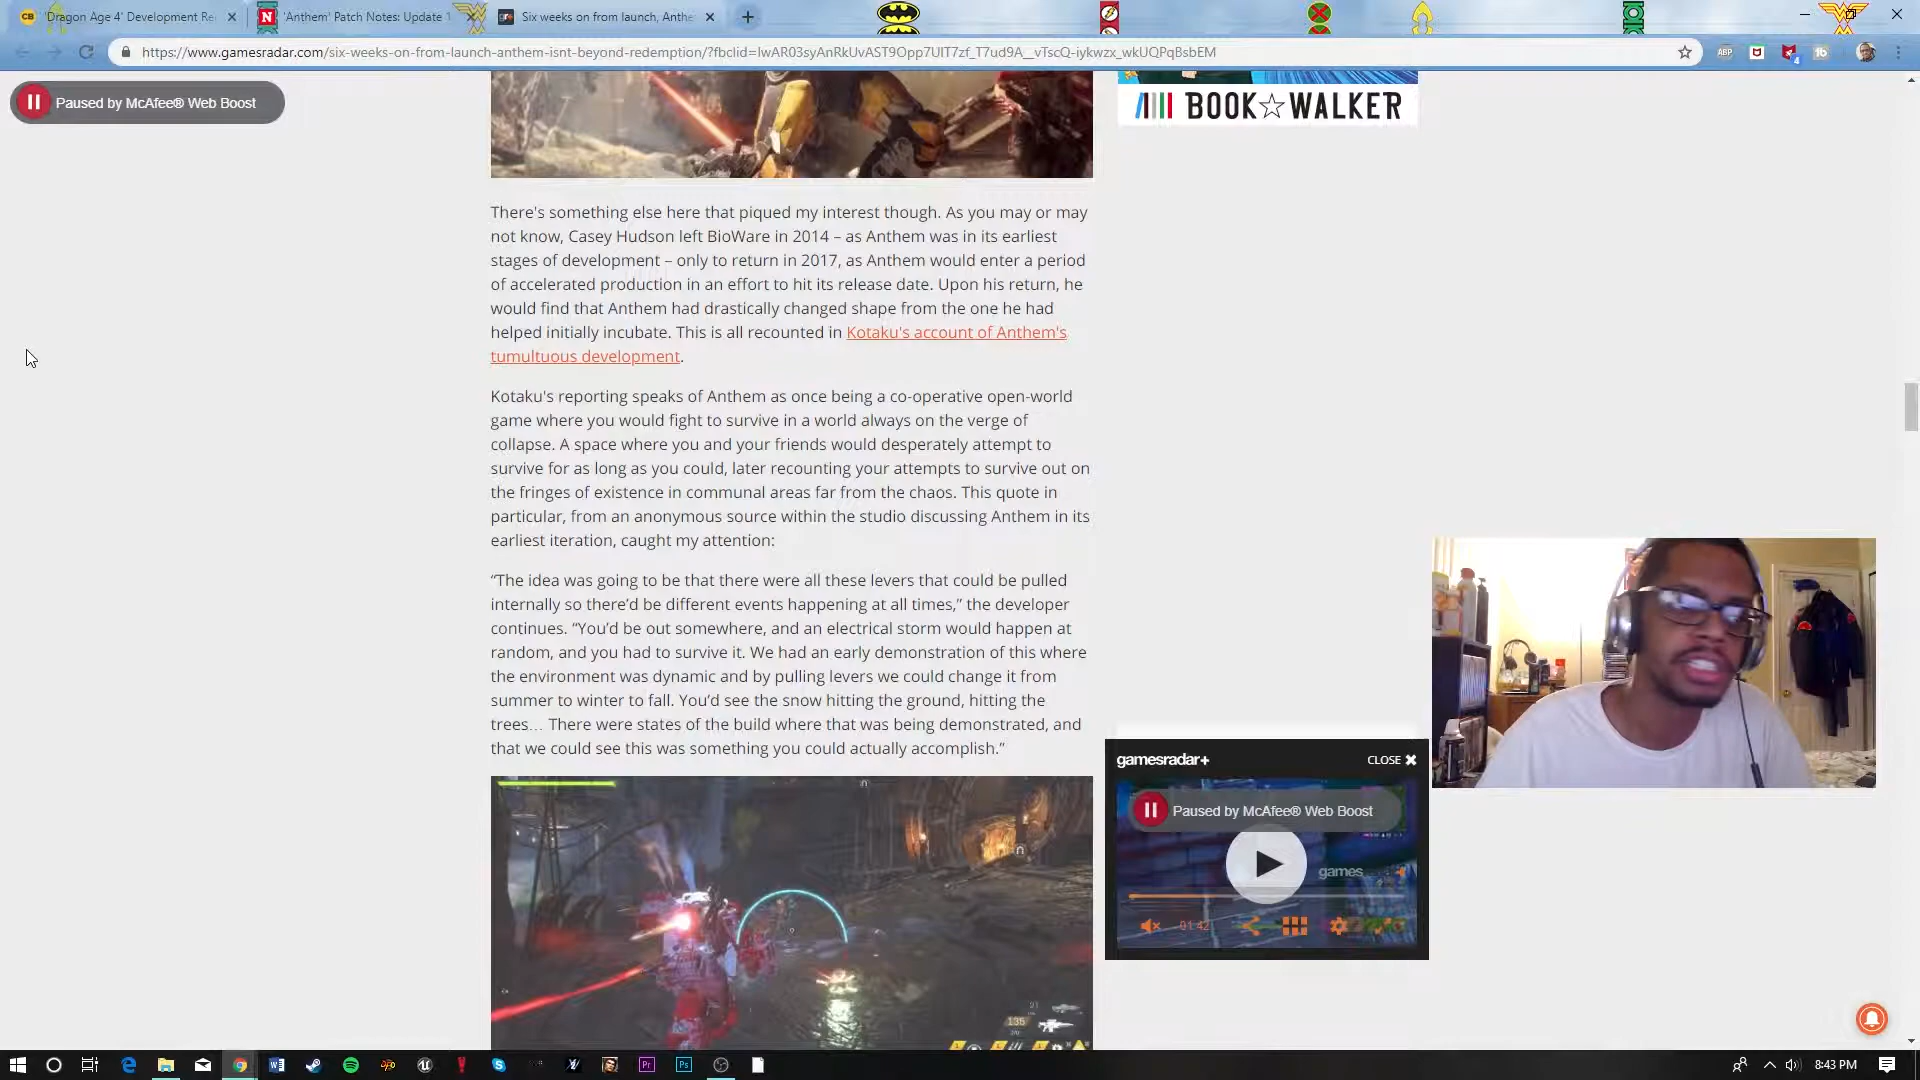 'Dragon Age 4' Development Re
'Anthem' Patch Notes: Update 1
Six weeks on from launch, Anthe
https://www.gamesradar.com/six-weeks-on-from-launch-anthem-isnt-beyond-redemption/?fbclid=IwAR03syAnRkUvAST9Opp7UIT7zf_T7ud9A__vTscQ-iykwzx_wkUQPqBsbEM
Paused by McAfee® Web Boost
BOOK☆WALKER
There's something else here that piqued my interest though. As you may or may
not know, Casey Hudson left BioWare in 2014 – as Anthem was in its earliest
stages of development – only to return in 2017, as Anthem would enter a period
of accelerated production in an effort to hit its release date. Upon his return, he
would find that Anthem had drastically changed shape from the one he had
helped initially incubate. This is all recounted in Kotaku's account of Anthem's
tumultuous development.
Kotaku's reporting speaks of Anthem as once being a co-operative open-world
game where you would fight to survive in a world always on the verge of
collapse. A space where you and your friends would desperately attempt to
survive for as long as you could, later recounting your attempts to survive out on
the fringes of existence in communal areas far from the chaos. This quote in
particular, from an anonymous source within the studio discussing Anthem in its
earliest iteration, caught my attention:
“The idea was going to be that there were all these levers that could be pulled
internally so there’d be different events happening at all times,” the developer
continues. “You’d be out somewhere, and an electrical storm would happen at
random, and you had to survive it. We had an early demonstration of this where
the environment was dynamic and by pulling levers we could change it from
summer to winter to fall. You’d see the snow hitting the ground, hitting the
trees… There were states of the build where that was being demonstrated, and
that we could see this was something you could actually accomplish.”
gamesradar+
CLOSE
Paused by McAfee® Web Boost
games
01:42
135
8:43 PM